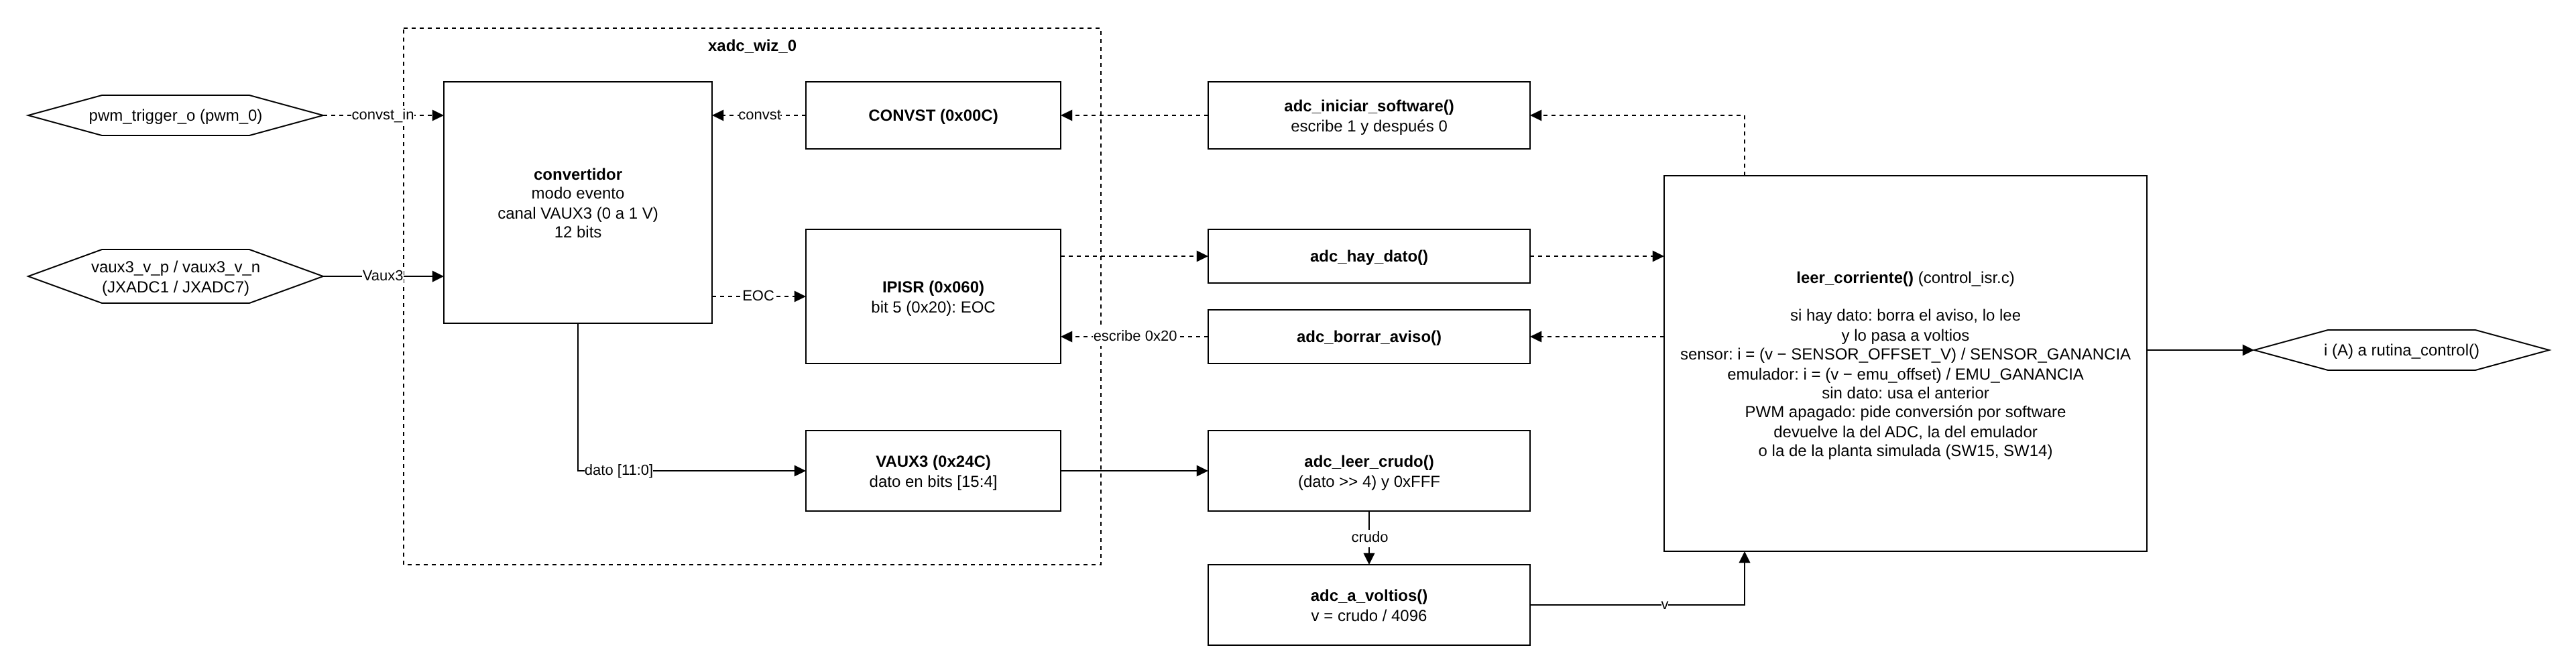 xadc_wiz_0
pwm_trigger_o (pwm_0)
convst_in
vaux3_v_p / vaux3_v_n
(JXADC1 / JXADC7)
Vaux3
convertidor
modo evento
canal VAUX3 (0 a 1 V)
12 bits
convst
CONVST (0x00C)
EOC
IPISR (0x060)
bit 5 (0x20): EOC
dato [11:0]
VAUX3 (0x24C)
dato en bits [15:4]
adc_iniciar_software()
escribe 1 y después 0
adc_hay_dato()
escribe 0x20
adc_borrar_aviso()
adc_leer_crudo()
(dato >> 4) y 0xFFF
crudo
adc_a_voltios()
v = crudo / 4096
v
leer_corriente() (control_isr.c)
si hay dato: borra el aviso, lo lee
y lo pasa a voltios
sensor: i = (v − SENSOR_OFFSET_V) / SENSOR_GANANCIA
emulador: i = (v − emu_offset) / EMU_GANANCIA
sin dato: usa el anterior
PWM apagado: pide conversión por software
devuelve la del ADC, la del emulador
o la de la planta simulada (SW15, SW14)
i (A) a rutina_control()